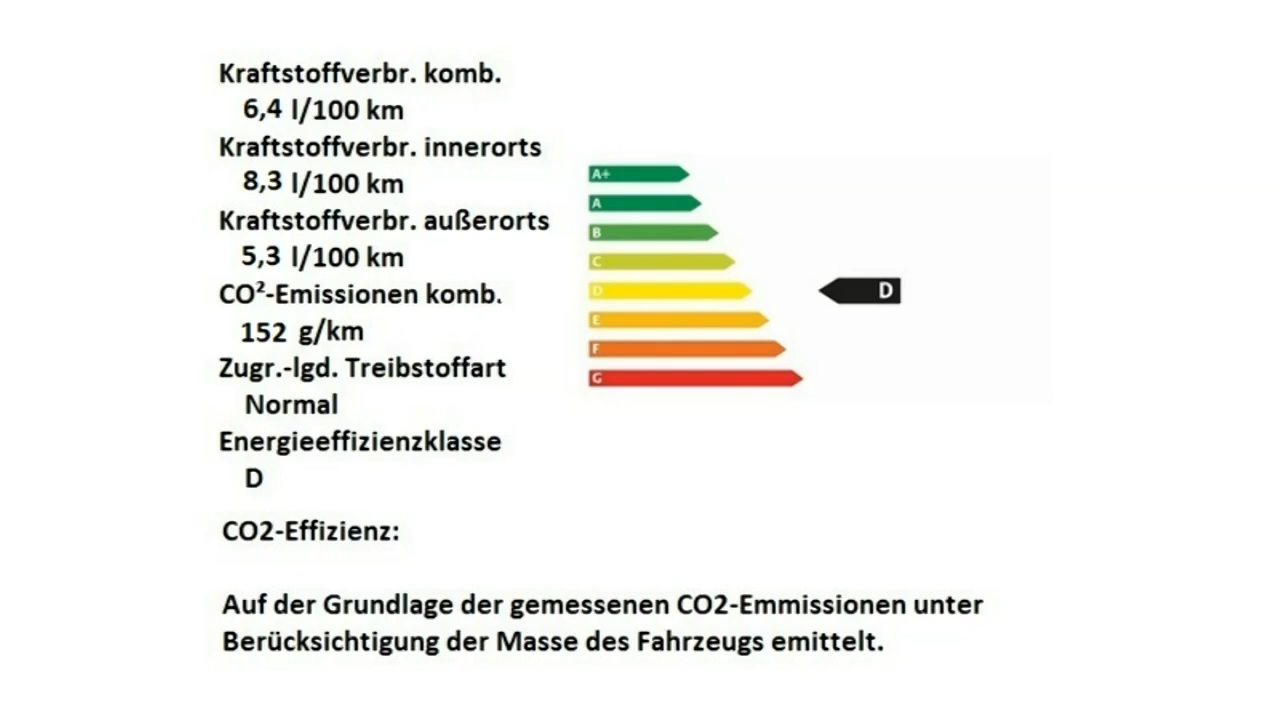 Kraftstoffverbr. komb.
6,4 l/100 km
Kraftstoffverbr. innerorts
8,3 l/100 km
Kraftstoffverbr. außerorts
5,3 l/100 km
CO²-Emissionen komb.
152 g/km
Zugr.-lgd. Treibstoffart
Normal
Energieeffizienzklasse
D
A+
A
B
C
D
D
E
F
G
CO2-Effizienz:
Auf der Grundlage der gemessenen CO2-Emmissionen unter
Berücksichtigung der Masse des Fahrzeugs emittelt.